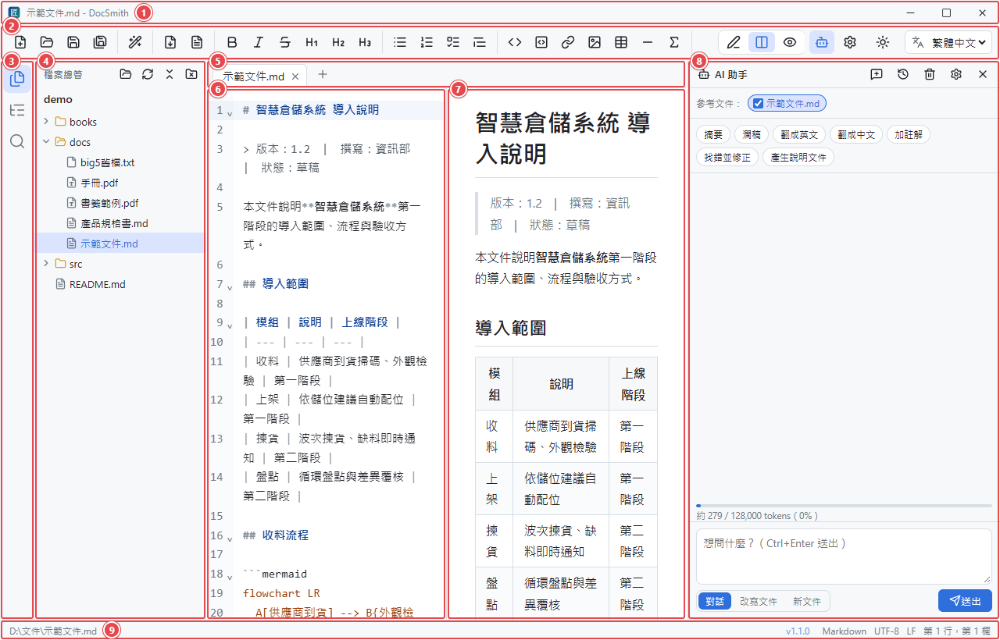 示範文件.md - DocSmith 1
2
B I S H1 H2 H3 繁體中文
3 4 檔案總管
demo
books
docs
big5舊檔.txt
手冊.pdf
書籤範例.pdf
產品規格書.md
示範文件.md
src
README.md
5 示範文件.md
6
1 # 智慧倉儲系統 導入說明
2
3 > 版本：1.2 | 撰寫：資訊部
| 狀態：草稿
4
5 本文件說明**智慧倉儲系統**第一
階段的導入範圍、流程與驗收方
式。
6
7 ## 導入範圍
8
9 | 模組 | 說明 | 上線階段 |
10 | --- | --- | --- |
11 | 收料 | 供應商到貨掃碼、外觀檢
驗 | 第一階段 |
12 | 上架 | 依儲位建議自動配位 |
第一階段 |
13 | 揀貨 | 波次揀貨、缺料即時通
知 | 第二階段 |
14 | 盤點 | 循環盤點與差異覆核 |
第二階段 |
15
16 ## 收料流程
17
18 ```mermaid
19 flowchart LR
20 A[供應商到貨] --> B{外觀檢
7
智慧倉儲系統 導
入說明
版本：1.2 | 撰寫：資訊
部 | 狀態：草稿
本文件說明智慧倉儲系統第一階段
的導入範圍、流程與驗收方式。
導入範圍
模組 說明 上線階段
收料 供應商到貨掃碼、外觀檢驗 第一階段
上架 依儲位建議自動配位 第一階段
揀貨 波次揀貨、缺料即時通知 第二階段
盤點 循環盤點與差異覆核 第二階段
8
AI 助手
參考文件： 示範文件.md
摘要 潤稿 翻成英文 翻成中文 加註解
找錯並修正 產生說明文件
約 279 / 128,000 tokens（0%）
想問什麼？（Ctrl+Enter 送出）
對話 改寫文件 新文件 送出
D:\文件\示範文件.md 9 v1.1.0 Markdown UTF-8 LF 第 1 行，第 1 欄